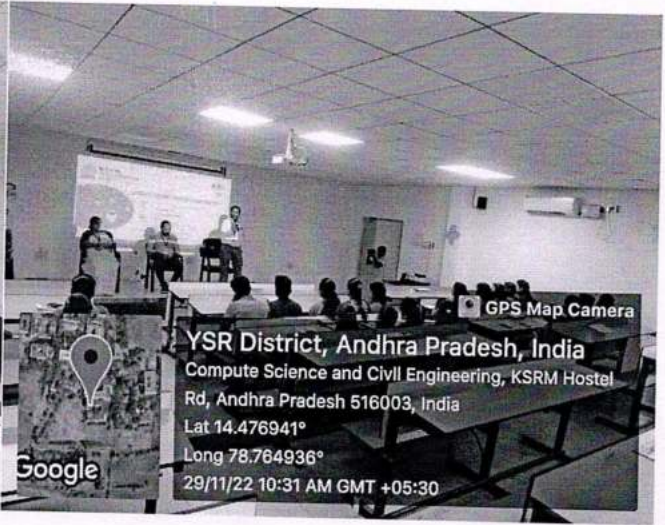 GPS Map Camera
YSR District, Andhra Pradesh, India
Compute Science and Civil Engineering, KSRM Hostel
Rd, Andhra Pradesh 516003, India
Lat 14.476941°
Long 78.764936°
29/11/22 10:31 AM GMT +05:30
Google